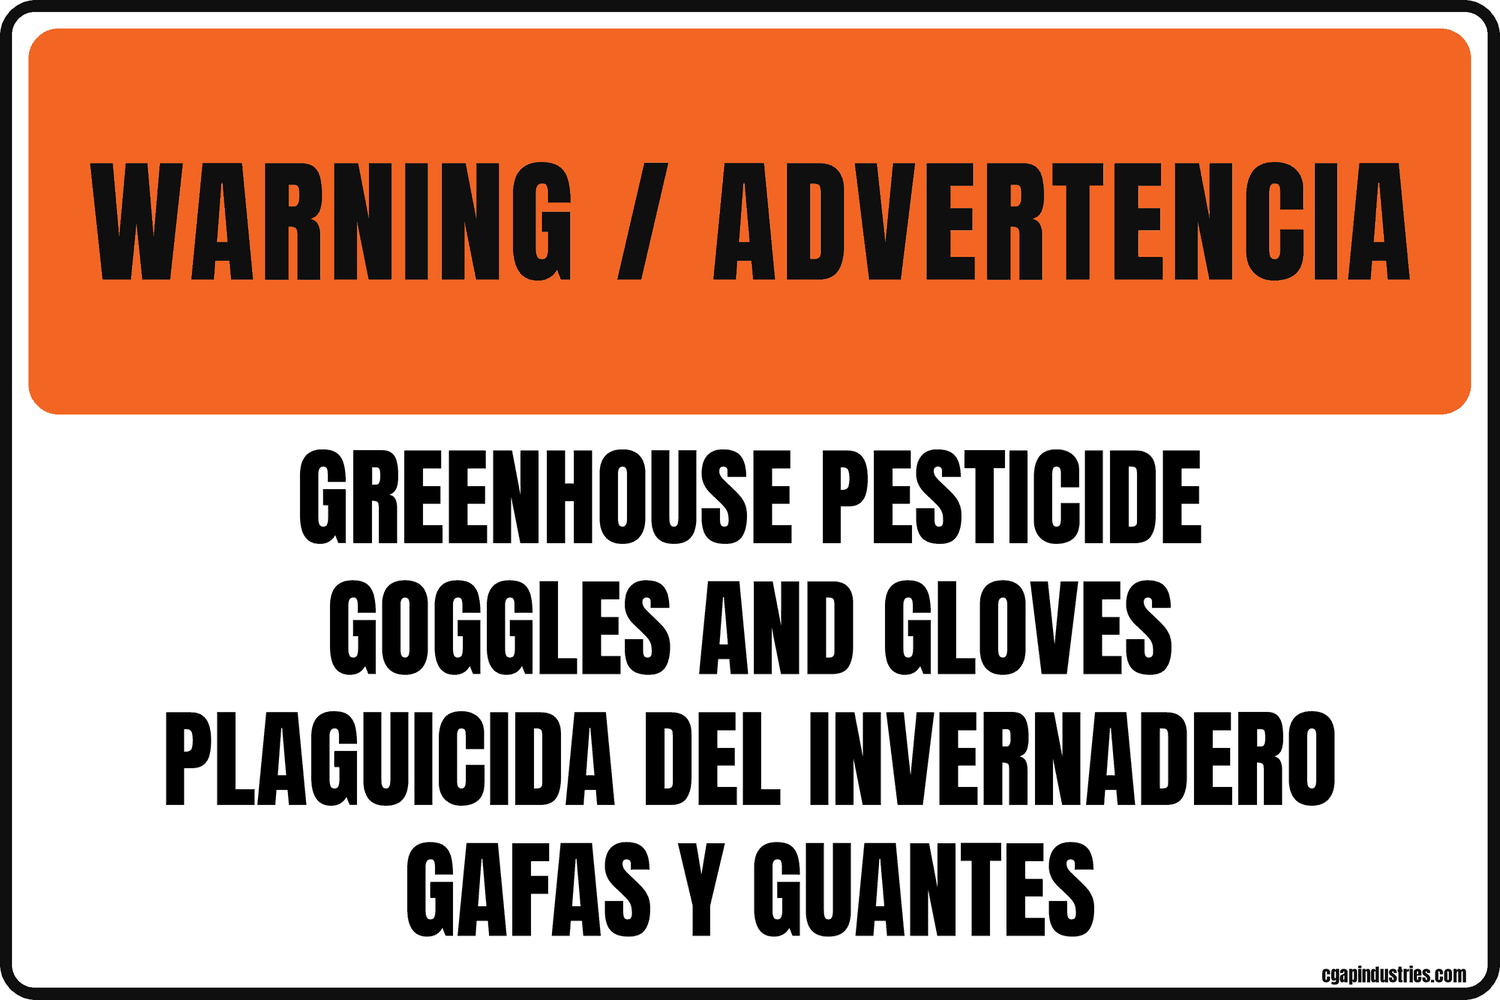 WARNING / ADVERTENCIA
GREENHOUSE PESTICIDE
GOGGLES AND GLOVES
PLAGUICIDA DEL INVERNADERO
GAFAS Y GUANTES
cgapindustries.com